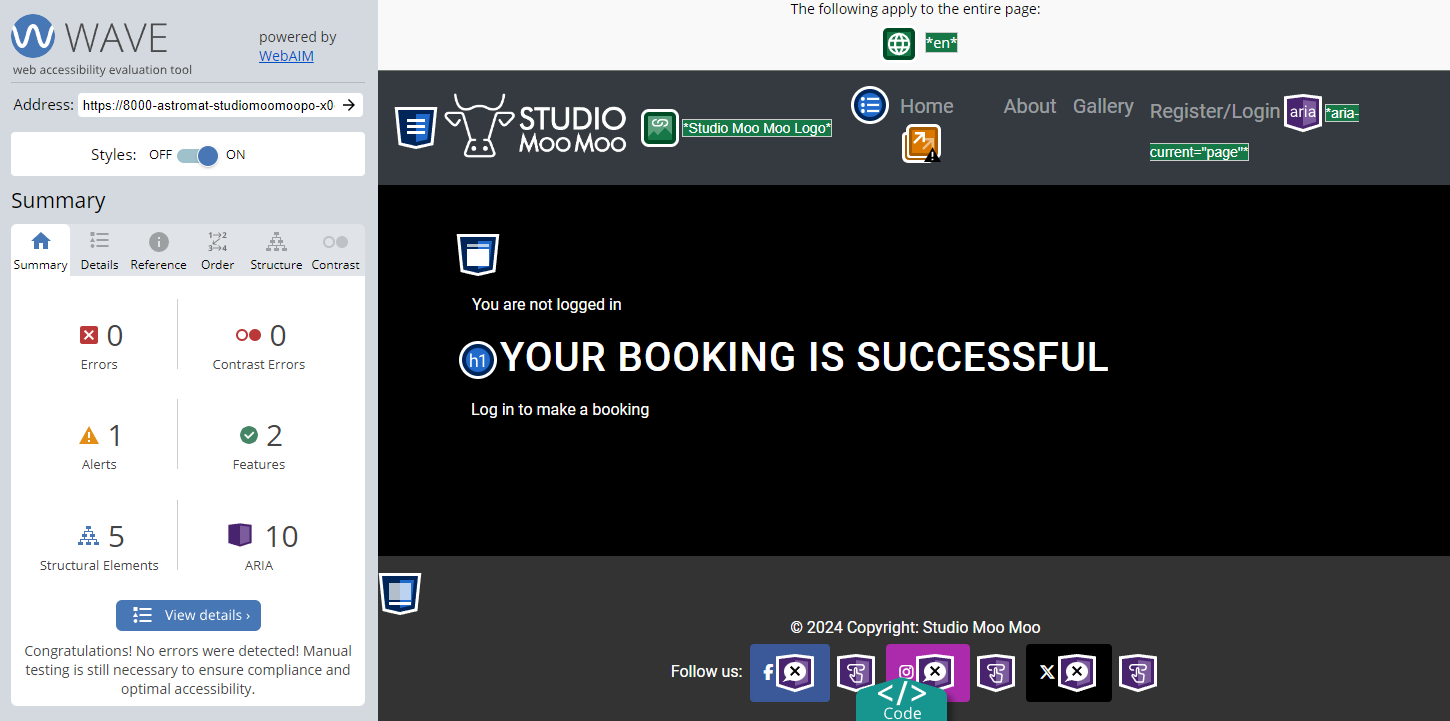 WAVE
web accessibility evaluation tool
powered by
WebAIM
Address: https://8000-astromat-studiomoomoopo-x0
Styles: OFF ON
Summary
Summary Details Reference Order Structure Contrast
0
Errors
0
Contrast Errors
1
Alerts
2
Features
5
Structural Elements
10
ARIA
View details ›
Congratulations! No errors were detected! Manual
testing is still necessary to ensure compliance and
optimal accessibility.
The following apply to the entire page:
*en*
STUDIO
MOO MOO
*Studio Moo Moo Logo*
Home About Gallery Register/Login aria *aria-
current="page"*
You are not logged in
h1 YOUR BOOKING IS SUCCESSFUL
Log in to make a booking
© 2024 Copyright: Studio Moo Moo
Follow us:
</> 
Code